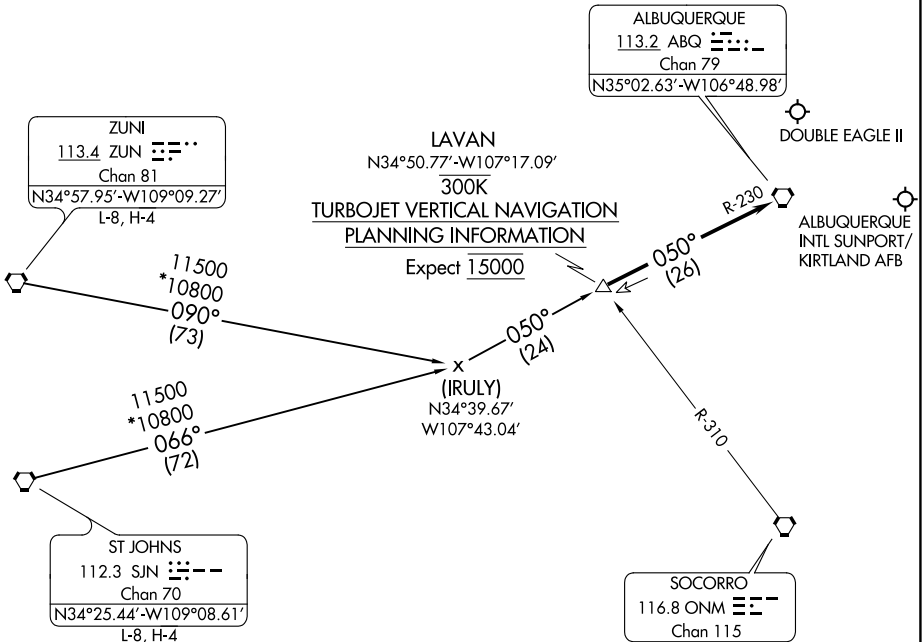 ALBUQUERQUE
113.2 ABQ
Chan 79
N35°02.63'-W106°48.98'
DOUBLE EAGLE II
ZUNI
113.4 ZUN
Chan 81
N34°57.95'-W109°09.27'
L-8, H-4
LAVAN
N34°50.77'-W107°17.09'
300K
TURBOJET VERTICAL NAVIGATION
PLANNING INFORMATION
Expect 15000
R-230
050°
(26)
ALBUQUERQUE
INTL SUNPORT/
KIRTLAND AFB
11500
*10800
090°
(73)
050°
(24)
x
(IRULY)
N34°39.67'
W107°43.04'
11500
*10800
066°
(72)
R-310
ST JOHNS
112.3 SJN
Chan 70
N34°25.44'-W109°08.61'
L-8, H-4
SOCORRO
116.8 ONM
Chan 115